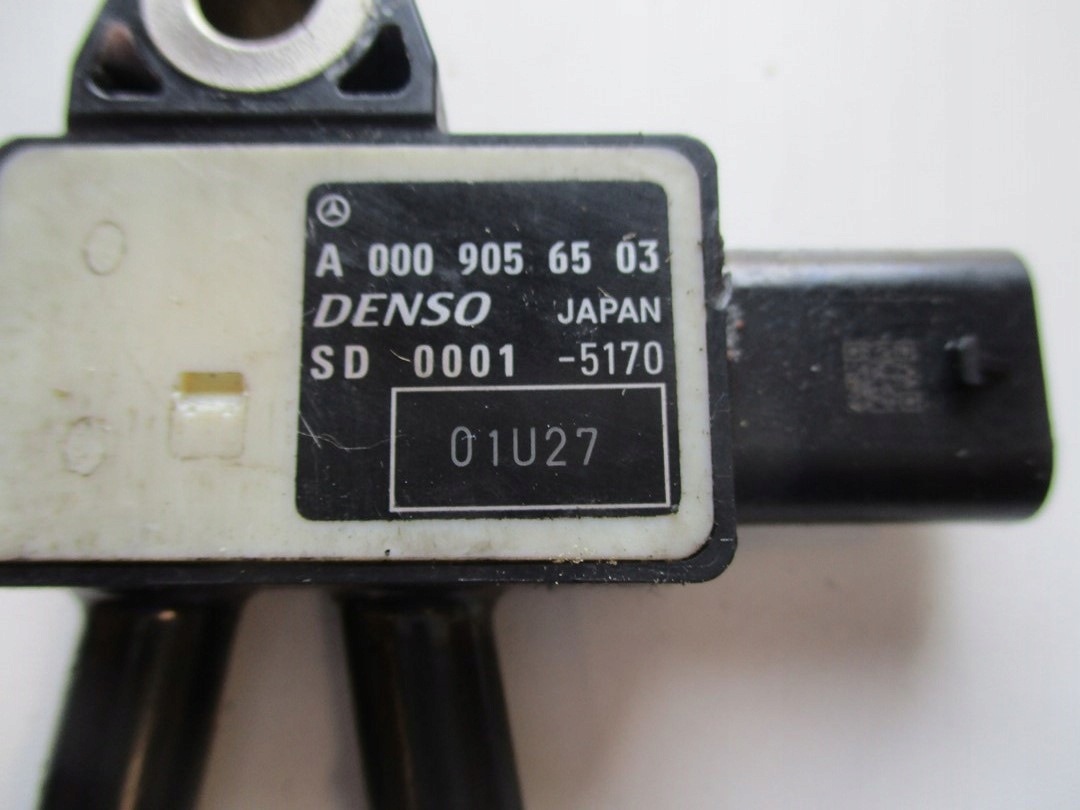 A 000 905 65 03
DENSO JAPAN
SD 0001 -5170
01U27